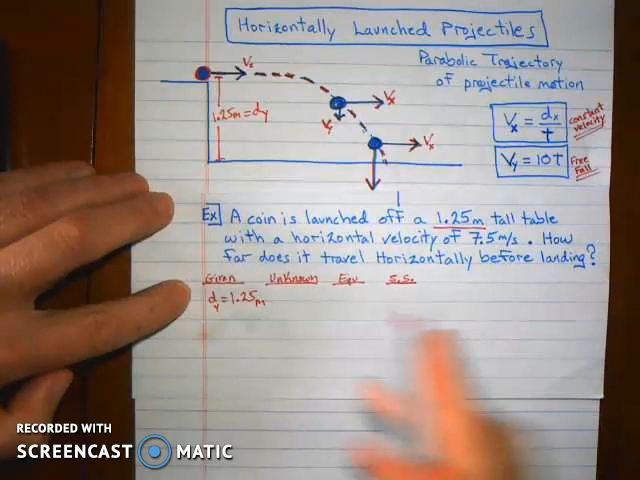 Horizontally Launched Projectiles
Vx
Parabolic Trajectory
of projectile motion
1.25m = dy
Vx
Vy
Vx
Vx = dx/t
constant velocity
Vy = 10t
Free Fall
Ex A coin is launched off a 1.25m tall table
with a horizontal velocity of 7.5 m/s. How
far does it travel Horizontally before landing?
Given Unknown Equ S.S.
dy = 1.25m
RECORDED WITH
SCREENCAST O MATIC